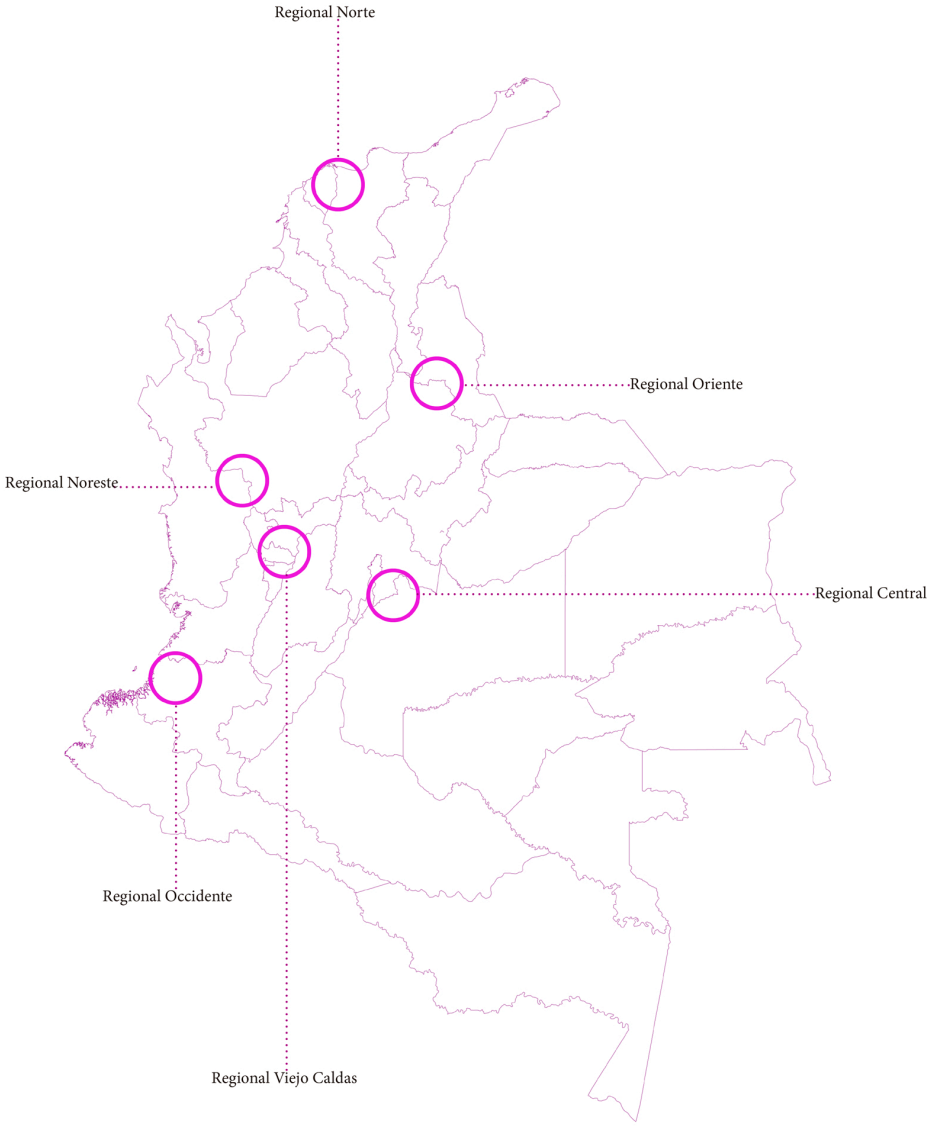 Regional Norte
Regional Oriente
Regional Noreste
Regional Central
Regional Occidente
Regional Viejo Caldas